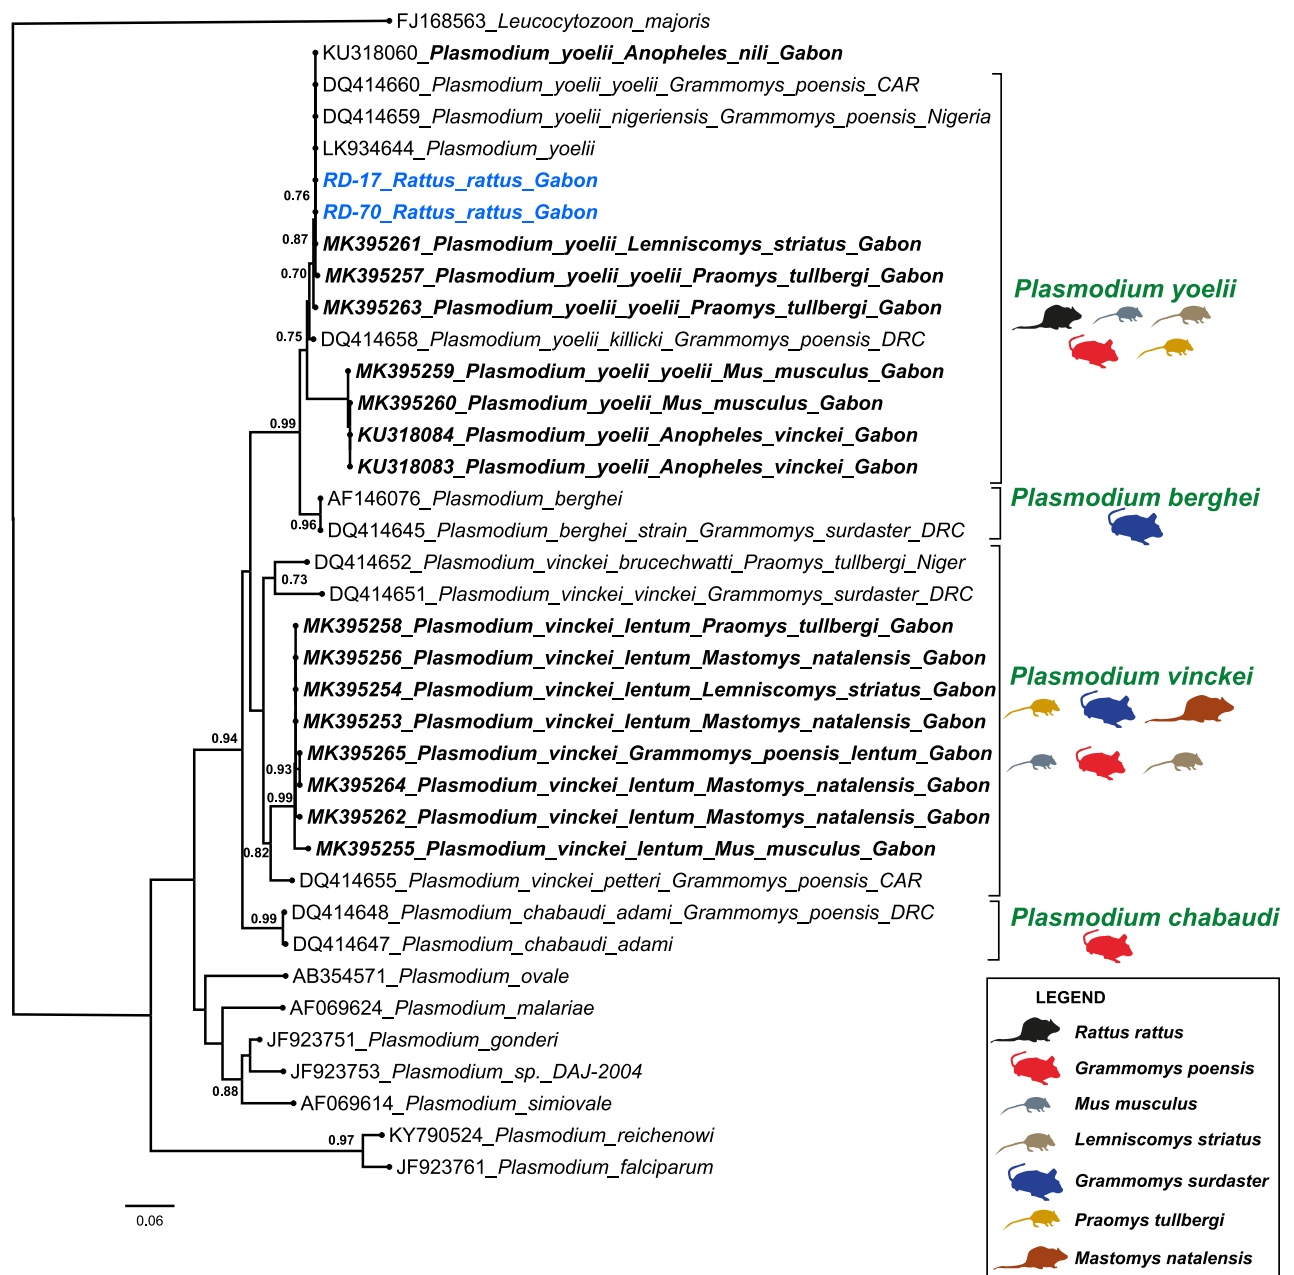 FJ168563_Leucocytozoon_majoris
KU318060_Plasmodium_yoelii_Anopheles_nili_Gabon
DQ414660_Plasmodium_yoelii_yoelii_Grammomys_poensis_CAR
DQ414659_Plasmodium_yoelii_nigeriensis_Grammomys_poensis_Nigeria
LK934644_Plasmodium_yoelii
RD-17_Rattus_rattus_Gabon
0.76
RD-70_Rattus_rattus_Gabon
0.87
MK395261_Plasmodium_yoelii_Lemniscomys_striatus_Gabon
0.70
MK395257_Plasmodium_yoelii_yoelii_Praomys_tullbergi_Gabon
Plasmodium yoelii
MK395263_Plasmodium_yoelii_yoelii_Praomys_tullbergi_Gabon
0.75
DQ414658_Plasmodium_yoelii_killicki_Grammomys_poensis_DRC
MK395259_Plasmodium_yoelii_yoelii_Mus_musculus_Gabon
MK395260_Plasmodium_yoelii_Mus_musculus_Gabon
0.99
KU318084_Plasmodium_yoelii_Anopheles_vinckei_Gabon
KU318083_Plasmodium_yoelii_Anopheles_vinckei_Gabon
AF146076_Plasmodium_berghei
Plasmodium berghei
0.96
DQ414645_Plasmodium_berghei_strain_Grammomys_surdaster_DRC
DQ414652_Plasmodium_vinckei_brucechwatti_Praomys_tullbergi_Niger
0.73
DQ414651_Plasmodium_vinckei_vinckei_Grammomys_surdaster_DRC
MK395258_Plasmodium_vinckei_lentum_Praomys_tullbergi_Gabon
MK395256_Plasmodium_vinckei_lentum_Mastomys_natalensis_Gabon
Plasmodium vinckei
MK395254_Plasmodium_vinckei_lentum_Lemniscomys_striatus_Gabon
MK395253_Plasmodium_vinckei_lentum_Mastomys_natalensis_Gabon
0.94
MK395265_Plasmodium_vinckei_Grammomys_poensis_lentum_Gabon
0.93
MK395264_Plasmodium_vinckei_lentum_Mastomys_natalensis_Gabon
0.99
MK395262_Plasmodium_vinckei_lentum_Mastomys_natalensis_Gabon
MK395255_Plasmodium_vinckei_lentum_Mus_musculus_Gabon
0.82
DQ414655_Plasmodium_vinckei_petteri_Grammomys_poensis_CAR
DQ414648_Plasmodium_chabaudi_adami_Grammomys_poensis_DRC
Plasmodium chabaudi
0.99
DQ414647_Plasmodium_chabaudi_adami
AB354571_Plasmodium_ovale
AF069624_Plasmodium_malariae
JF923751_Plasmodium_gonderi
JF923753_Plasmodium_sp._DAJ-2004
0.88
AF069614_Plasmodium_simiovale
KY790524_Plasmodium_reichenowi
0.97
JF923761_Plasmodium_falciparum
0.06
LEGEND
Rattus rattus
Grammomys poensis
Mus musculus
Lemniscomys striatus
Grammomys surdaster
Praomys tullbergi
Mastomys natalensis